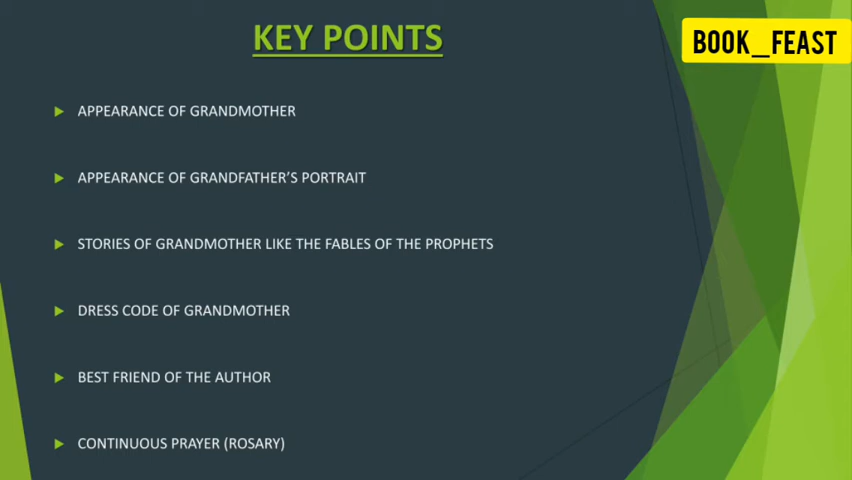 KEY POINTS
BOOK_FEAST
APPEARANCE OF GRANDMOTHER
APPEARANCE OF GRANDFATHER'S PORTRAIT
STORIES OF GRANDMOTHER LIKE THE FABLES OF THE PROPHETS
DRESS CODE OF GRANDMOTHER
BEST FRIEND OF THE AUTHOR
CONTINUOUS PRAYER (ROSARY)